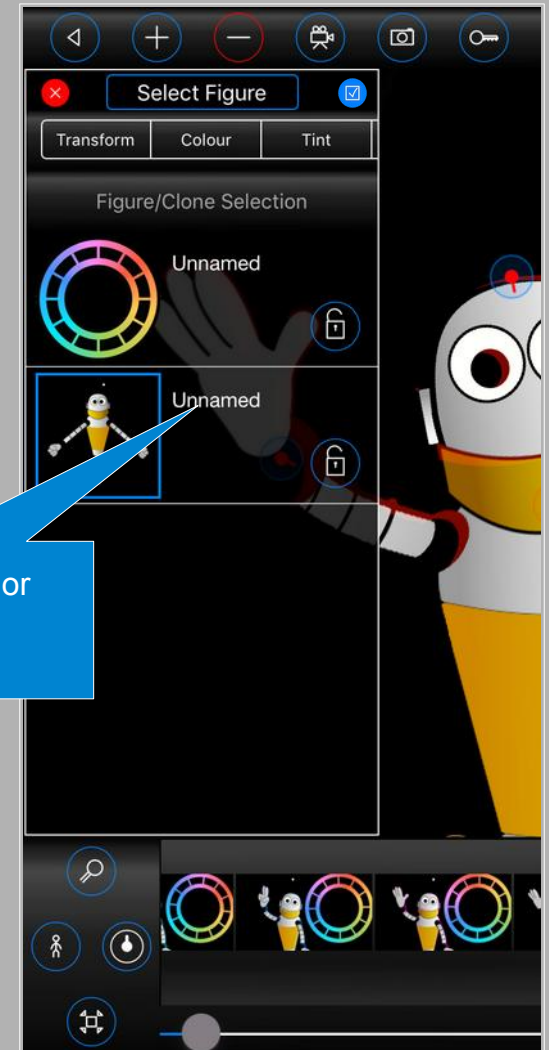 Select Figure
Transform Colour Tint
Figure/Clone Selection
Unnamed
Unnamed
or